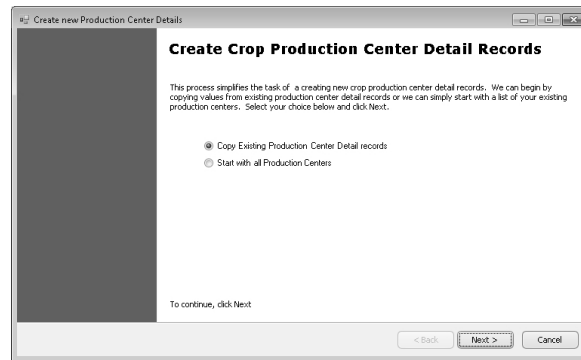 Create new Production Center Details
Create Crop Production Center Detail Records
This process simplifies the task of a creating new crop production center detail records. We can begin by
copying values from existing production center detail records or we can simply start with a list of your existing
production centers. Select your choice below and click Next.
Copy Existing Production Center Detail records
Start with all Production Centers
To continue, click Next
< Back
Next >
Cancel